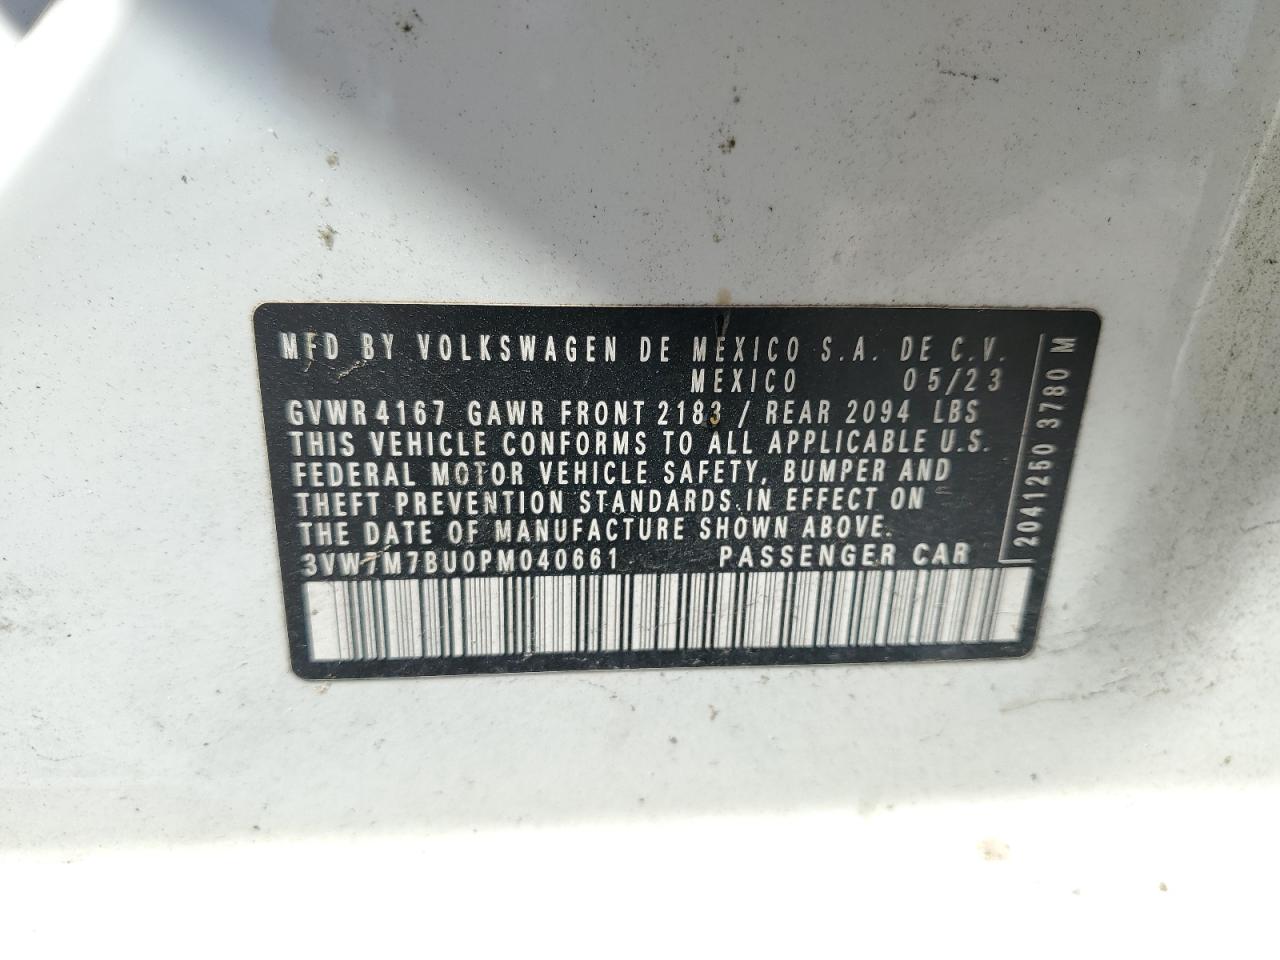 MFD BY VOLKSWAGEN DE MEXICO S.A. DE C.V.
MEXICO 05/23
GVWR 4167 GAWR FRONT 2183 / REAR 2094 LBS
THIS VEHICLE CONFORMS TO ALL APPLICABLE U.S.
FEDERAL MOTOR VEHICLE SAFETY, BUMPER AND
THEFT PREVENTION STANDARDS IN EFFECT ON
THE DATE OF MANUFACTURE SHOWN ABOVE.
3VW7M7BU0PM040661 PASSENGER CAR
2041250 3780 M